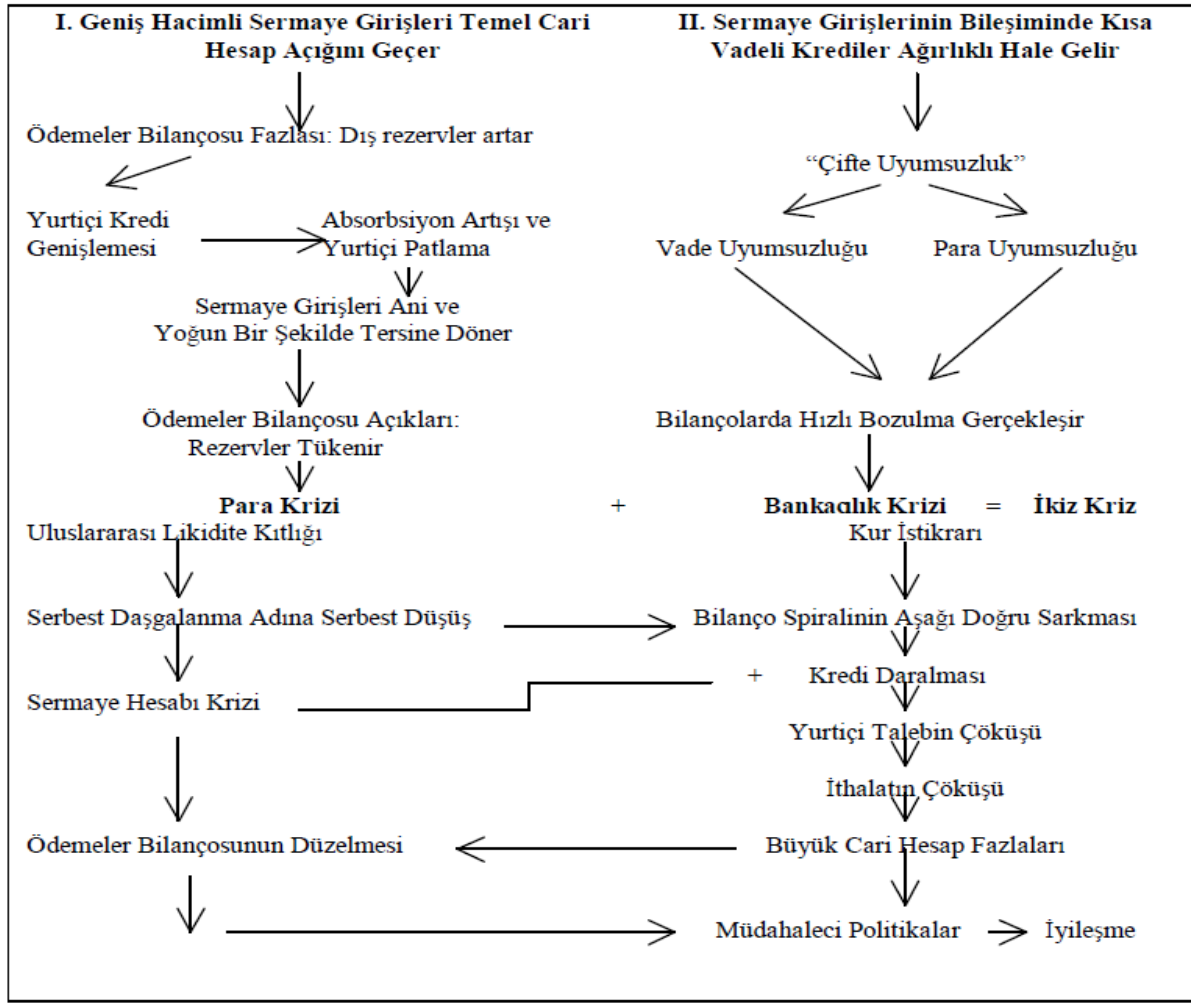 I. Geniş Hacimli Sermaye Girişleri Temel Cari
Hesap Açığını Geçer
II. Sermaye Girişlerinin Bileşiminde Kısa
Vadeli Krediler Ağırlıklı Hale Gelir
Ödemeler Bilançosu Fazlası: Dış rezervler artar
“Çifte Uyumsuzluk”
Yurtiçi Kredi
Genişlemesi
Absorbsiyon Artışı ve
Yurtiçi Patlama
Vade Uyumsuzluğu
Para Uyumsuzluğu
Sermaye Girişleri Ani ve
Yoğun Bir Şekilde Tersine Döner
Ödemeler Bilançosu Açıkları:
Rezervler Tükenir
Bilançolarda Hızlı Bozulma Gerçekleşir
Para Krizi + Bankacılık Krizi = İkiz Kriz
Uluslararası Likidite Kıtlığı
Kur İstikrarı
Serbest Daşgalanma Adına Serbest Düşüş
Bilanço Spiralinin Aşağı Doğru Sarkması
+ Kredi Daralması
Sermaye Hesabı Krizi
Yurtiçi Talebin Çöküşü
İthalatın Çöküşü
Ödemeler Bilançosunun Düzelmesi
Büyük Cari Hesap Fazlaları
Müdahaleci Politikalar
İyileşme